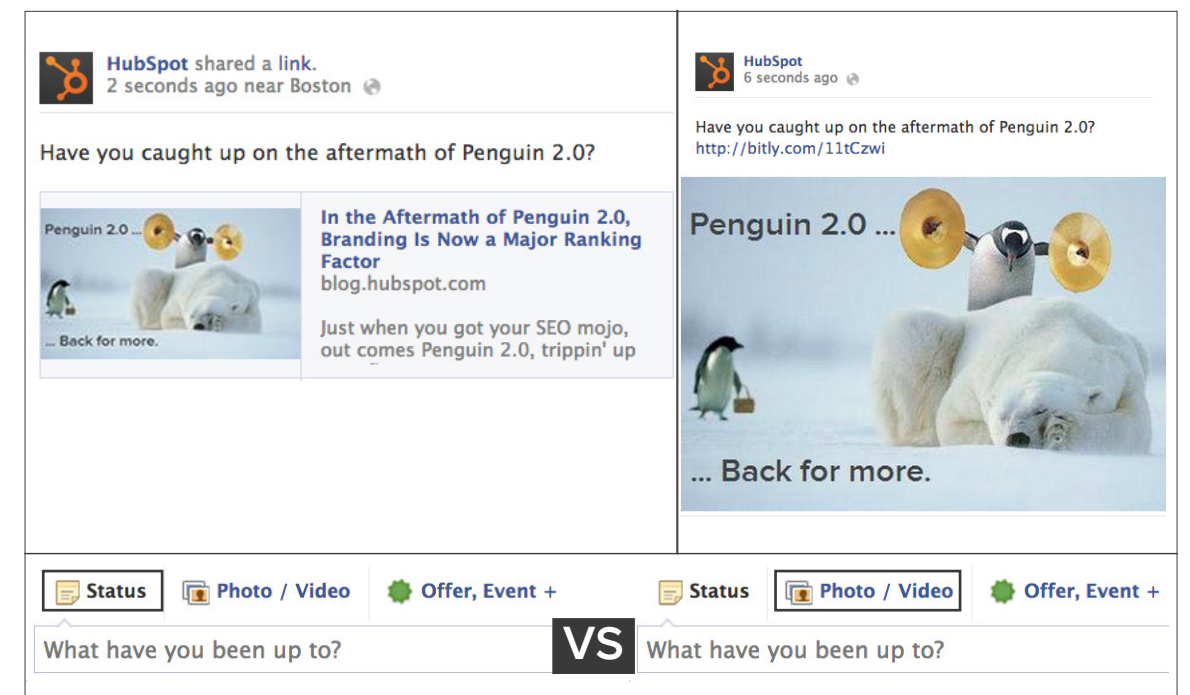 HubSpot shared a link.
2 seconds ago near Boston
Have you caught up on the aftermath of Penguin 2.0?
Penguin 2.0 ...
... Back for more.
In the Aftermath of Penguin 2.0,
Branding Is Now a Major Ranking
Factor
blog.hubspot.com
Just when you got your SEO mojo,
out comes Penguin 2.0, trippin' up
HubSpot
6 seconds ago
Have you caught up on the aftermath of Penguin 2.0?
http://bitly.com/11tCzwi
Penguin 2.0 ...
... Back for more.
Status
Photo / Video
Offer, Event +
What have you been up to?
VS
Status
Photo / Video
Offer, Event +
What have you been up to?